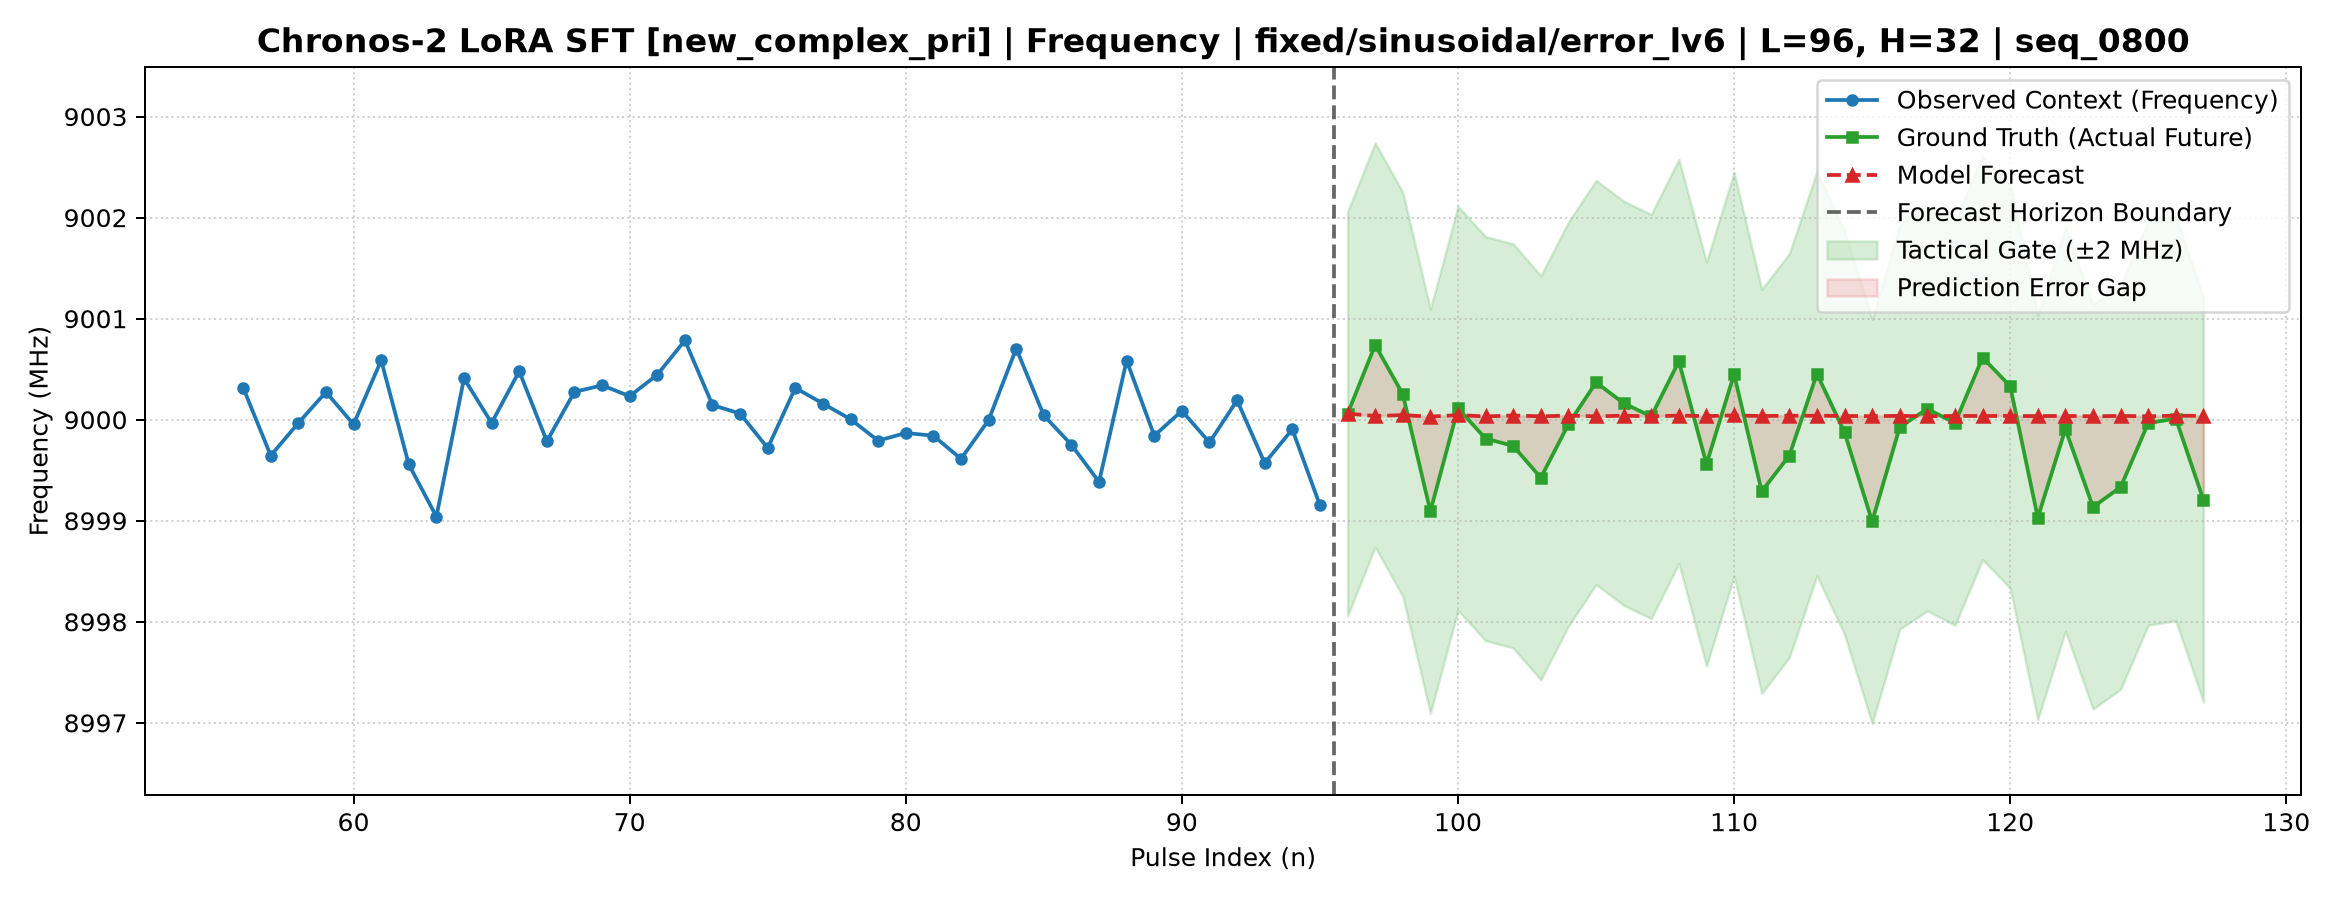 Chronos-2 LoRA SFT [new_complex_pri] | Frequency | fixed/sinusoidal/error_lv6 | L=96, H=32 | seq_0800
Observed Context (Frequency)
Ground Truth (Actual Future)
Model Forecast
Forecast Horizon Boundary
Tactical Gate (±2 MHz)
Prediction Error Gap
Frequency (MHz)
9003
9002
9001
9000
8999
8998
8997
60 70 80 90 100 110 120 130
Pulse Index (n)